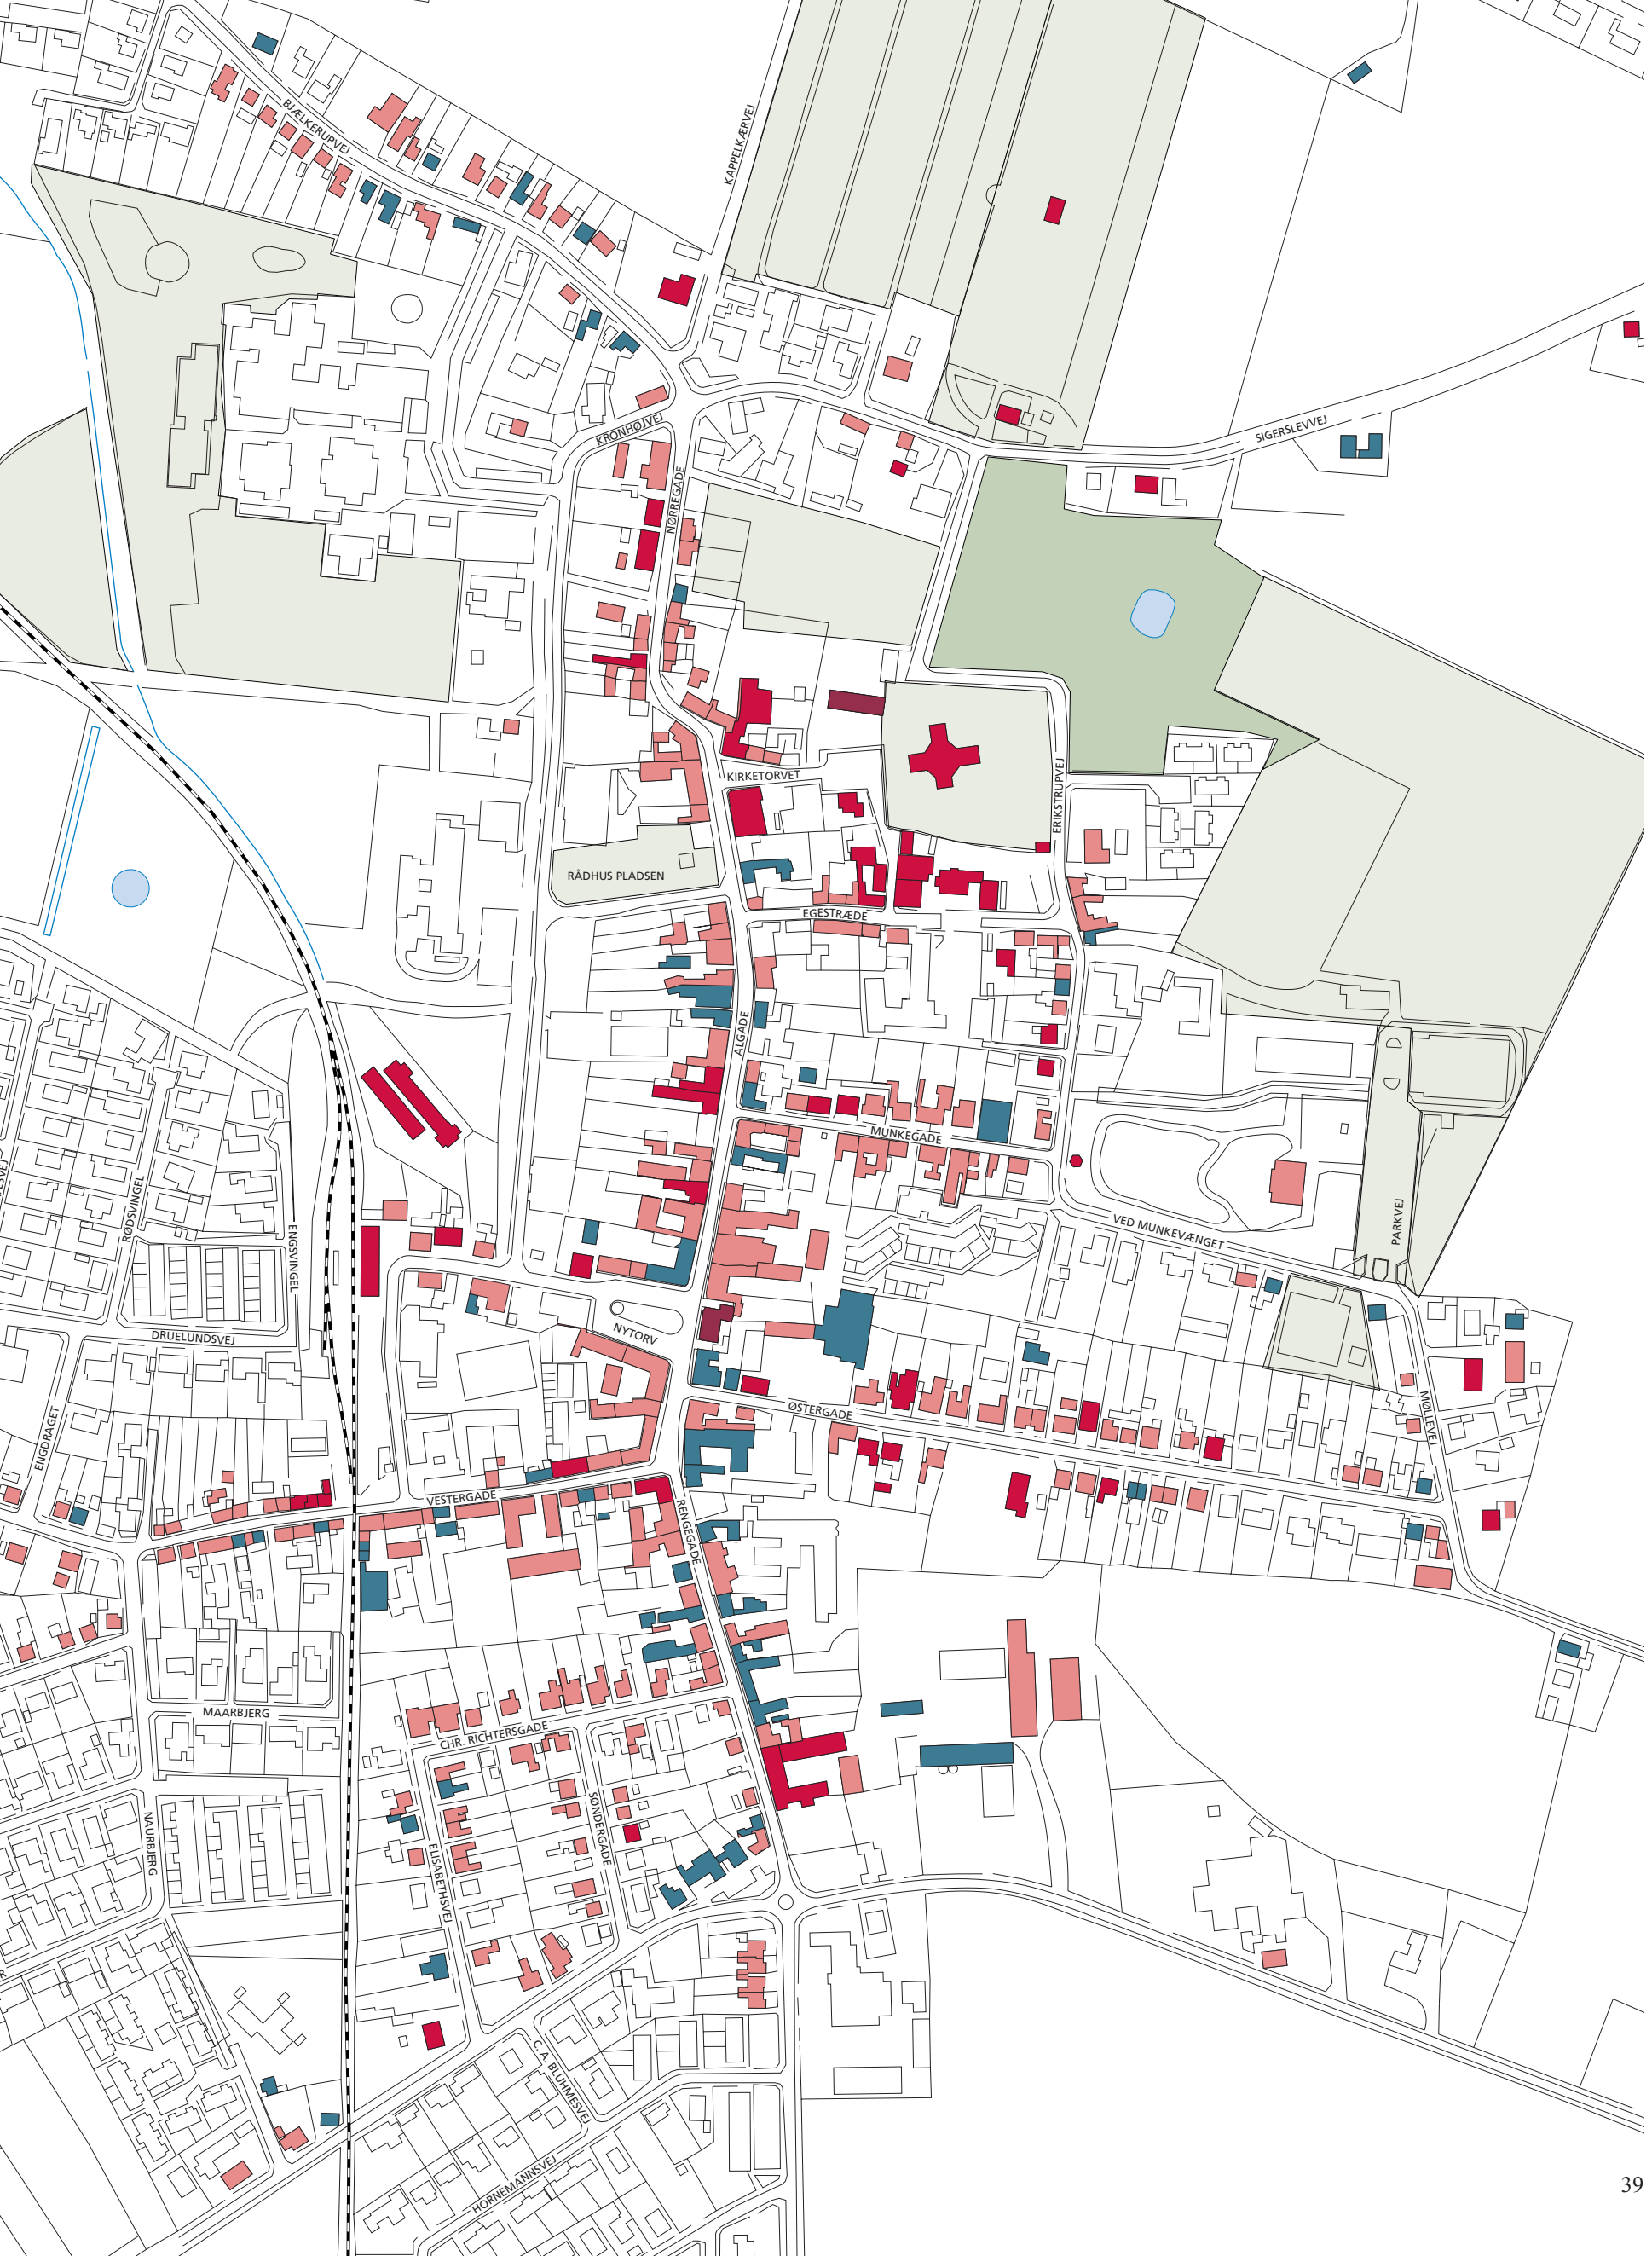 BJÆLKERUPVEJ
KAPPELKÆRVEJ
KRONHØJVEJ
SIGERSLEVVEJ
NØRREGADE
KIRKETORVET
ERIKSTRUPVEJ
RÅDHUS PLADSEN
EGESTRÆDE
ALGADE
MUNKEGADE
RØDSVINGEL
ENGSVINGEL
PARKVEJ
VED MUNKEVÆNGET
DRUELUNDSVEJ
NYTORV
ENGDRAGET
ØSTERGADE
MØLLEVEJ
VESTERGADE
RENGEGADE
MAARBJERG
CHR. RICHTERSGADE
NAURBJERG
SØNDERGADE
ELISABETHSVEJ
C.A. BLUHMESVEJ
HORNEMANNSVEJ
39